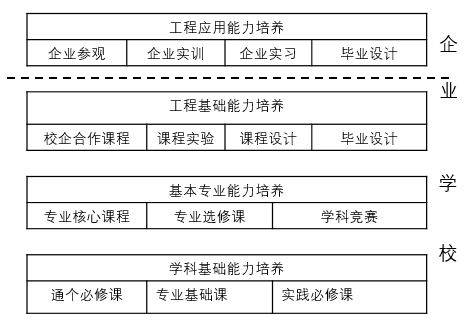 工程应用能力培养
企业参观 企业实训 企业实习 毕业设计
企
业
工程基础能力培养
校企合作课程 课程实验 课程设计 毕业设计
学
基本专业能力培养
专业核心课程 专业选修课 学科竞赛
校
学科基础能力培养
通个必修课 专业基础课 实践必修课